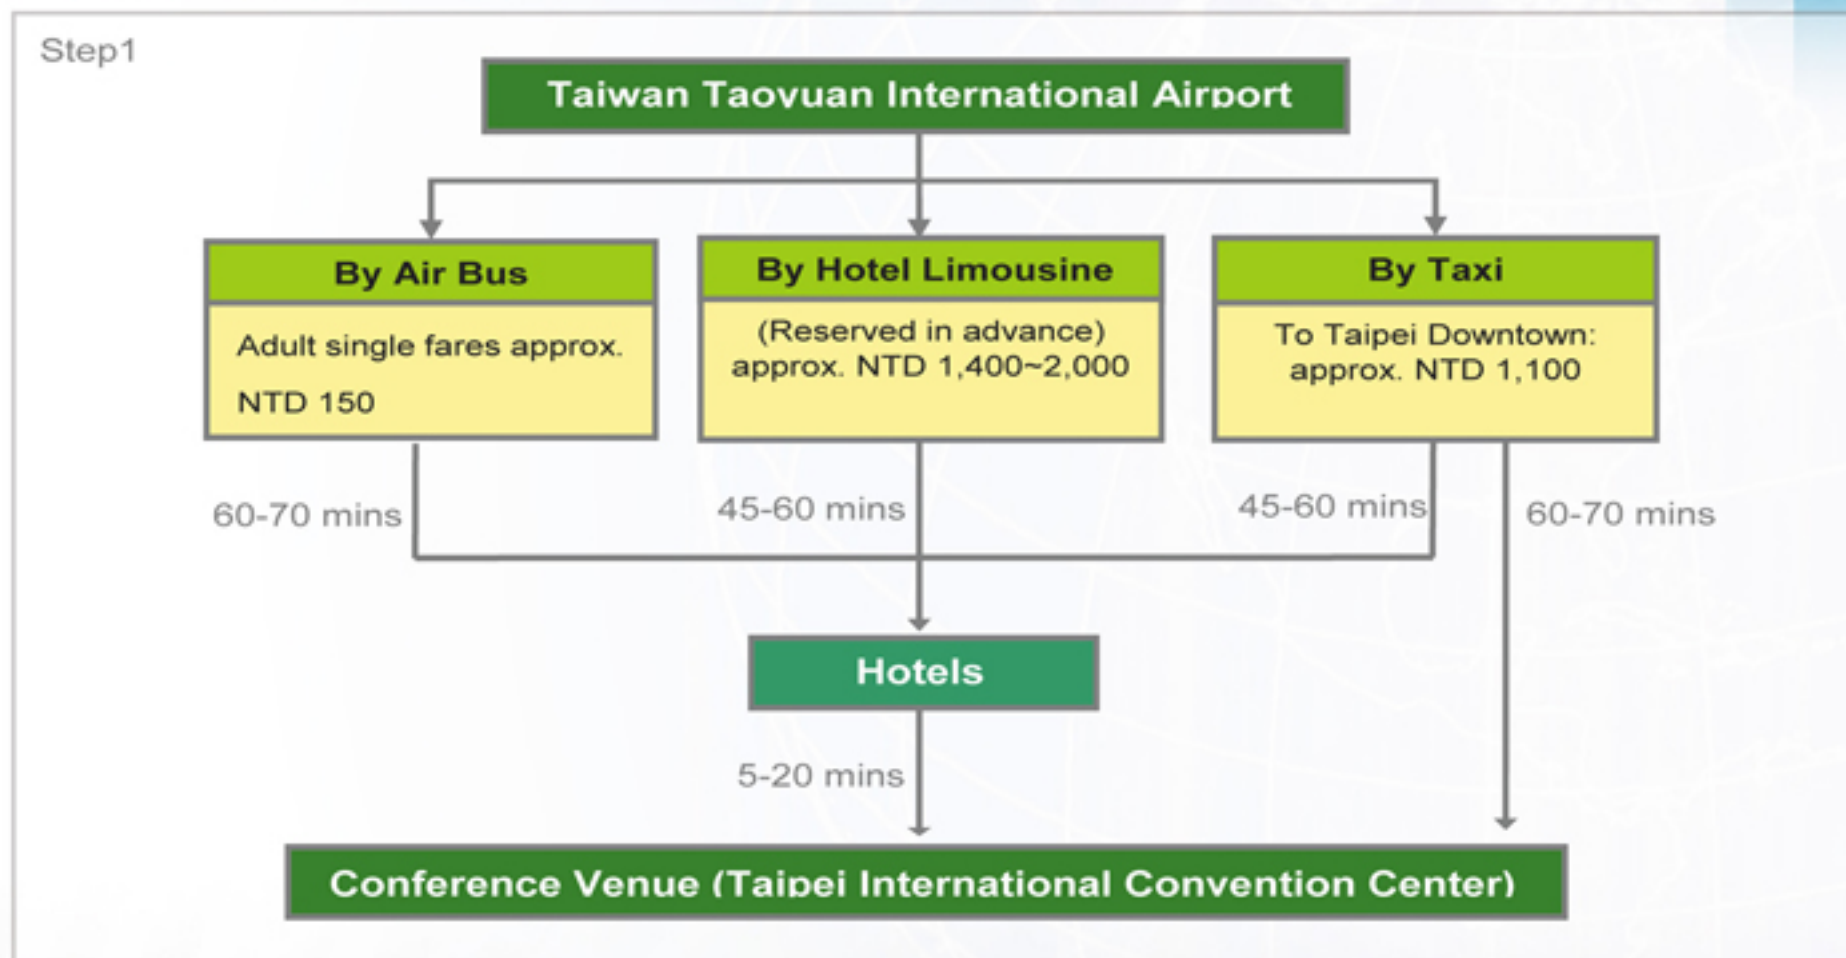 Step1
Taiwan Taoyuan International Airport
By Air Bus
Adult single fares approx.
NTD 150
By Hotel Limousine
(Reserved in advance)
approx. NTD 1,400~2,000
By Taxi
To Taipei Downtown:
approx. NTD 1,100
60-70 mins
45-60 mins
45-60 mins
60-70 mins
Hotels
5-20 mins
Conference Venue (Taipei International Convention Center)